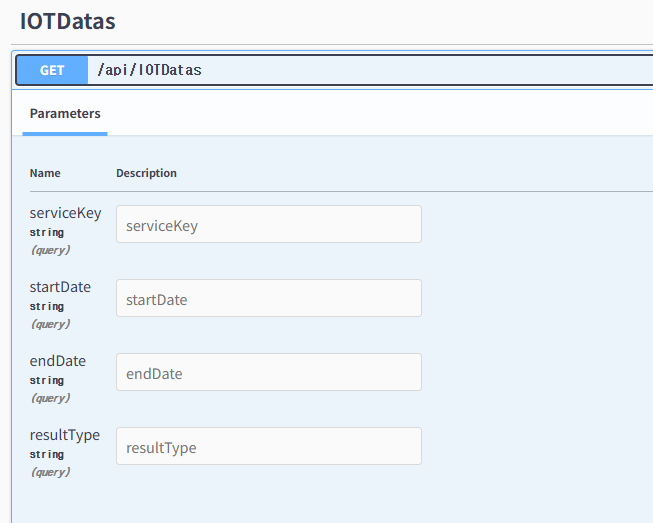 IOTDatas
GET /api/IOTDatas
Parameters
Name Description
serviceKey serviceKey
string
(query)
startDate startDate
string
(query)
endDate endDate
string
(query)
resultType resultType
string
(query)